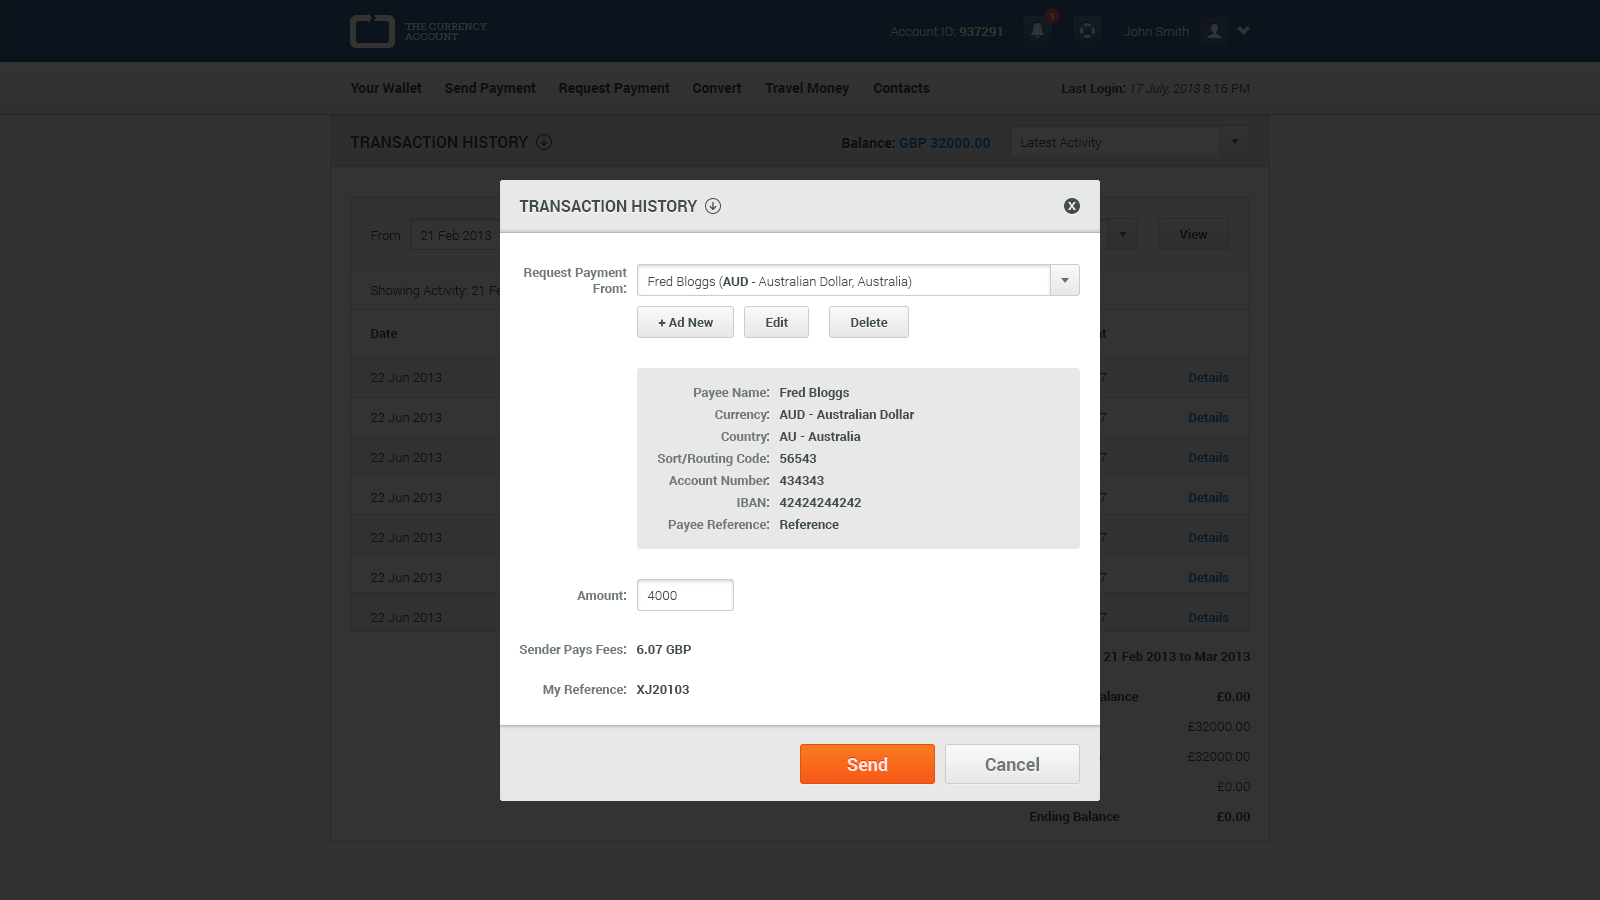 THE CURRENCY
ACCOUNT
Account ID: 937291
1
John Smith
Your Wallet
Send Payment
Request Payment
Convert
Travel Money
Contacts
Last Login: 17 July, 2013 8:16 PM
TRANSACTION HISTORY
Balance: GBP 32000.00
Latest Activity
From
21 Feb 2013
View
Showing Activity: 21 Fe
Date
t
22 Jun 2013
7
Details
22 Jun 2013
7
Details
22 Jun 2013
7
Details
22 Jun 2013
7
Details
22 Jun 2013
7
Details
22 Jun 2013
7
Details
22 Jun 2013
7
Details
21 Feb 2013 to Mar 2013
alance
£0.00
£32000.00
£32000.00
£0.00
Ending Balance
£0.00
TRANSACTION HISTORY
X
Request Payment
From:
Fred Bloggs (AUD - Australian Dollar, Australia)
+ Ad New
Edit
Delete
Payee Name: Fred Bloggs
Currency: AUD - Australian Dollar
Country: AU - Australia
Sort/Routing Code: 56543
Account Number: 434343
IBAN: 42424244242
Payee Reference: Reference
Amount: 4000
Sender Pays Fees: 6.07 GBP
My Reference: XJ20103
Send
Cancel